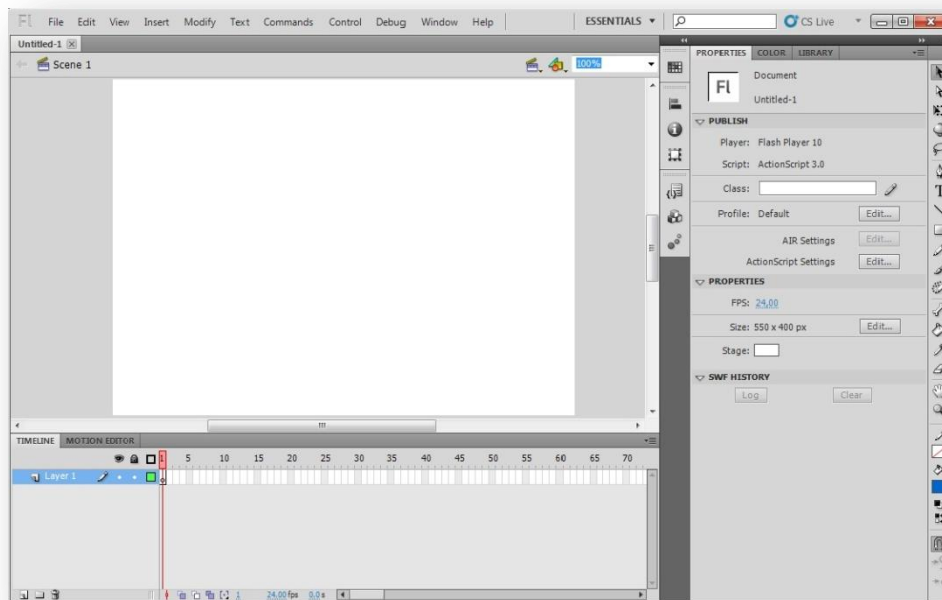 Fl File Edit View Insert Modify Text Commands Control Debug Window Help ESSENTIALS CS Live
Untitled-1
Scene 1 100%
PROPERTIES COLOR LIBRARY
Fl Document
Untitled-1
PUBLISH
Player: Flash Player 10
Script: ActionScript 3.0
Class:
Profile: Default Edit...
AIR Settings Edit...
ActionScript Settings Edit...
PROPERTIES
FPS: 24,00
Size: 550 x 400 px Edit...
Stage:
SWF HISTORY
Log Clear
TIMELINE MOTION EDITOR
1 5 10 15 20 25 30 35 40 45 50 55 60 65 70
Layer 1
1 24,00 fps 0,0 s